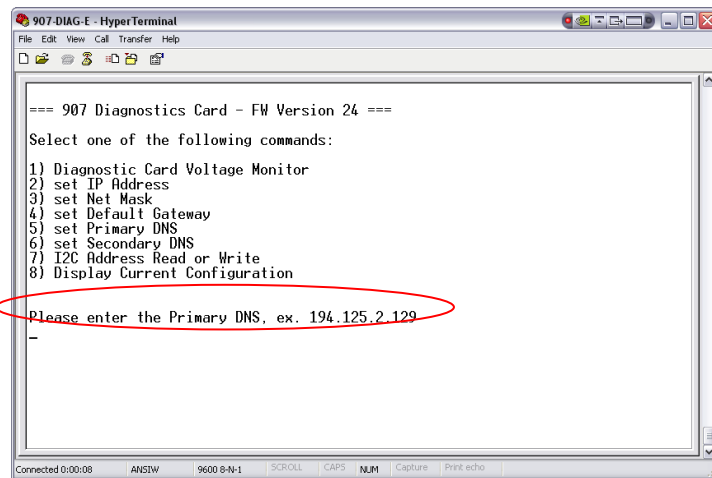 907-DIAG-E - HyperTerminal
File Edit View Call Transfer Help
=== 907 Diagnostics Card - FW Version 24 ===
Select one of the following commands:
1) Diagnostic Card Voltage Monitor
2) set IP Address
3) set Net Mask
4) set Default Gateway
5) set Primary DNS
6) set Secondary DNS
7) I2C Address Read or Write
8) Display Current Configuration
Please enter the Primary DNS, ex. 194.125.2.129
_
Connected 0:00:08 ANSIW 9600 8-N-1 SCROLL CAPS NUM Capture Print echo